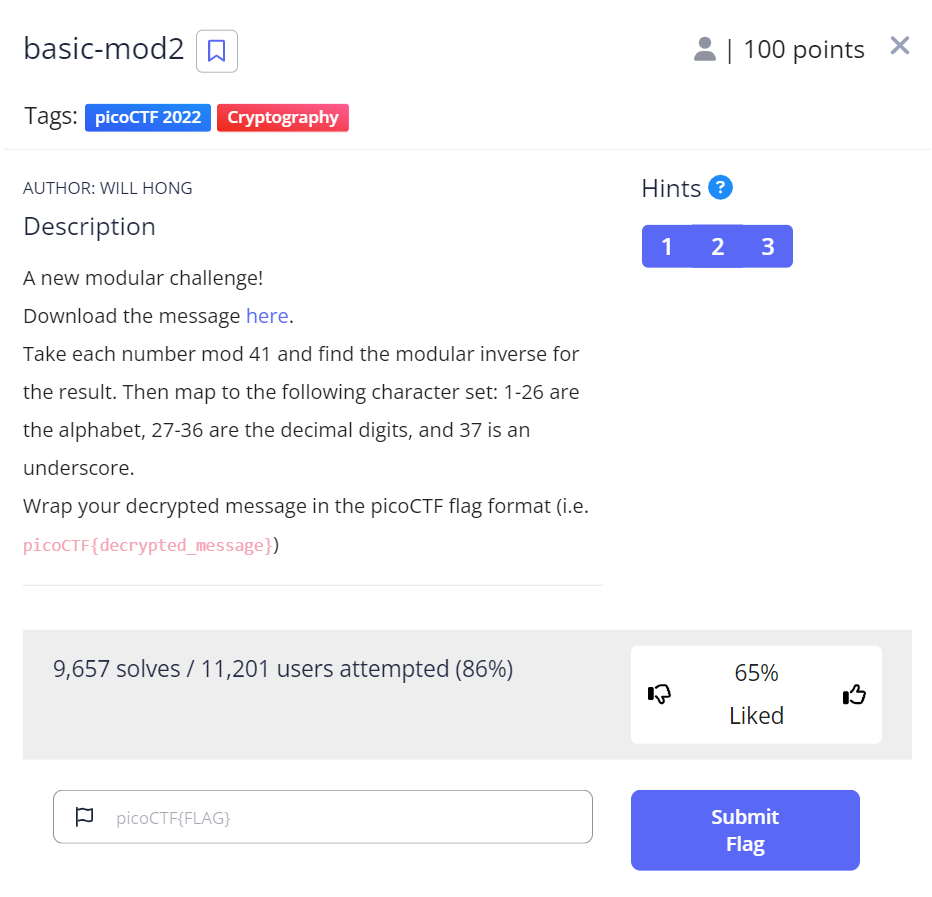 basic-mod2
| 100 points
Tags: picoCTF 2022 Cryptography
AUTHOR: WILL HONG
Description
A new modular challenge!
Download the message here.
Take each number mod 41 and find the modular inverse for
the result. Then map to the following character set: 1-26 are
the alphabet, 27-36 are the decimal digits, and 37 is an
underscore.
Wrap your decrypted message in the picoCTF flag format (i.e.
picoCTF{decrypted_message})
Hints ?
1 2 3
9,657 solves / 11,201 users attempted (86%)
65%
Liked
picoCTF{FLAG}
Submit
Flag